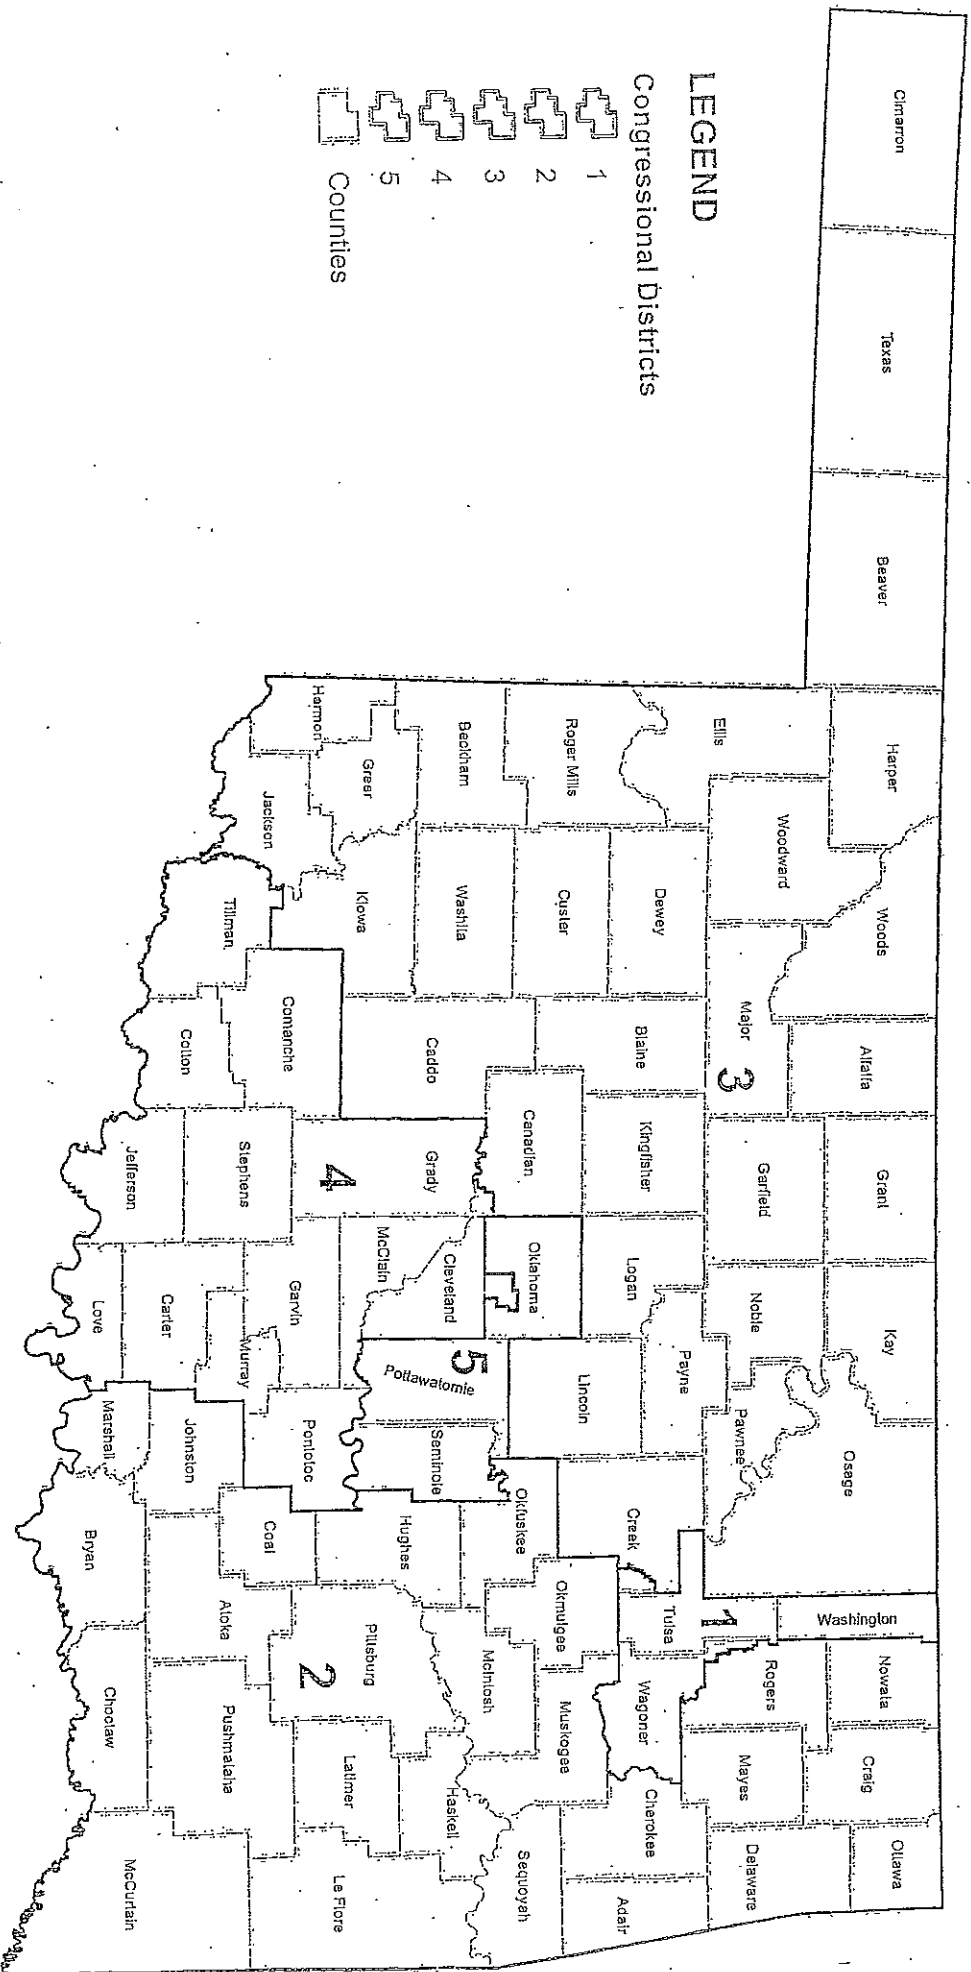 LEGEND
Congressional Districts
1
2
3
4
5
Counties
Cimarron
Texas
Beaver
Harper
Woods
Alfalfa
Grant
Kay
Osage
Washington
Nowata
Craig
Ottawa
Ellis
Woodward
Major
3
Garfield
Noble
Pawnee
1
Rogers
Mayes
Delaware
Roger Mills
Dewey
Blaine
Kingfisher
Logan
Payne
Creek
Tulsa
Wagoner
Cherokee
Adair
Beckham
Custer
Washita
Caddo
Canadian
Oklahoma
Lincoln
Okfuskee
Okmulgee
Muskogee
McIntosh
Sequoyah
Haskell
Harmon
Greer
Kiowa
Grady
McClain
Cleveland
5
Pottawatomie
Seminole
Hughes
Pittsburg
Latimer
Le Flore
Jackson
Tillman
Comanche
4
Stephens
Garvin
Murray
Pontotoc
Coal
2
Cotton
Jefferson
Carter
Love
Johnston
Marshall
Atoka
Bryan
Pushmataha
Choctaw
McCurtain